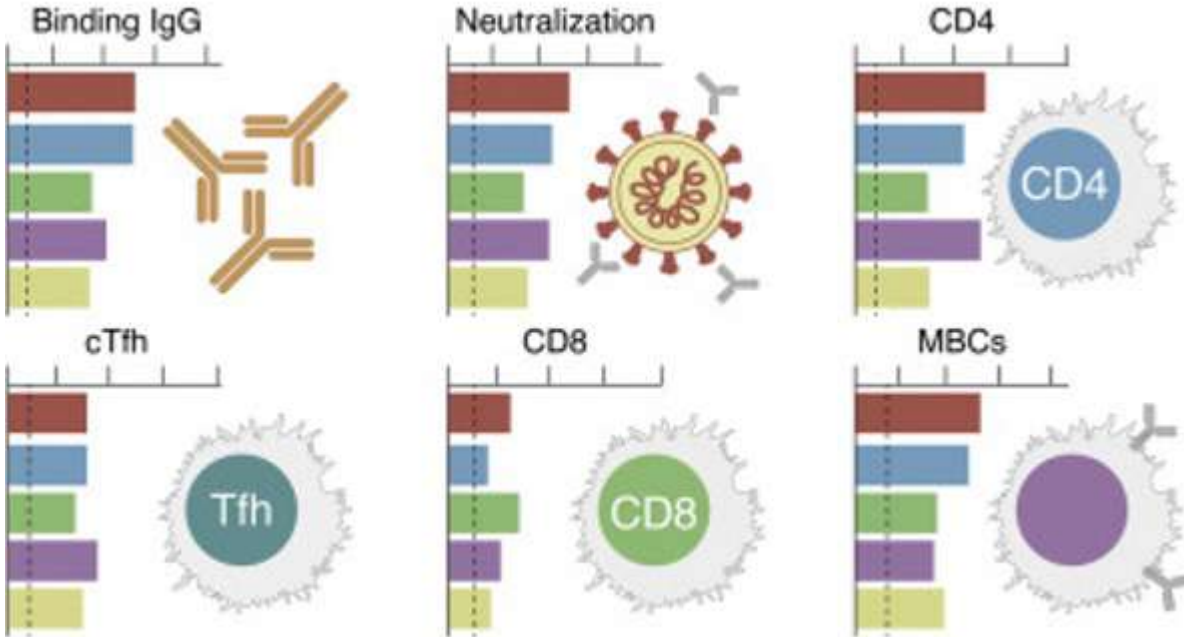 Binding IgG
Neutralization
CD4
CD4
cTfh
CD8
MBCs
Tfh
CD8